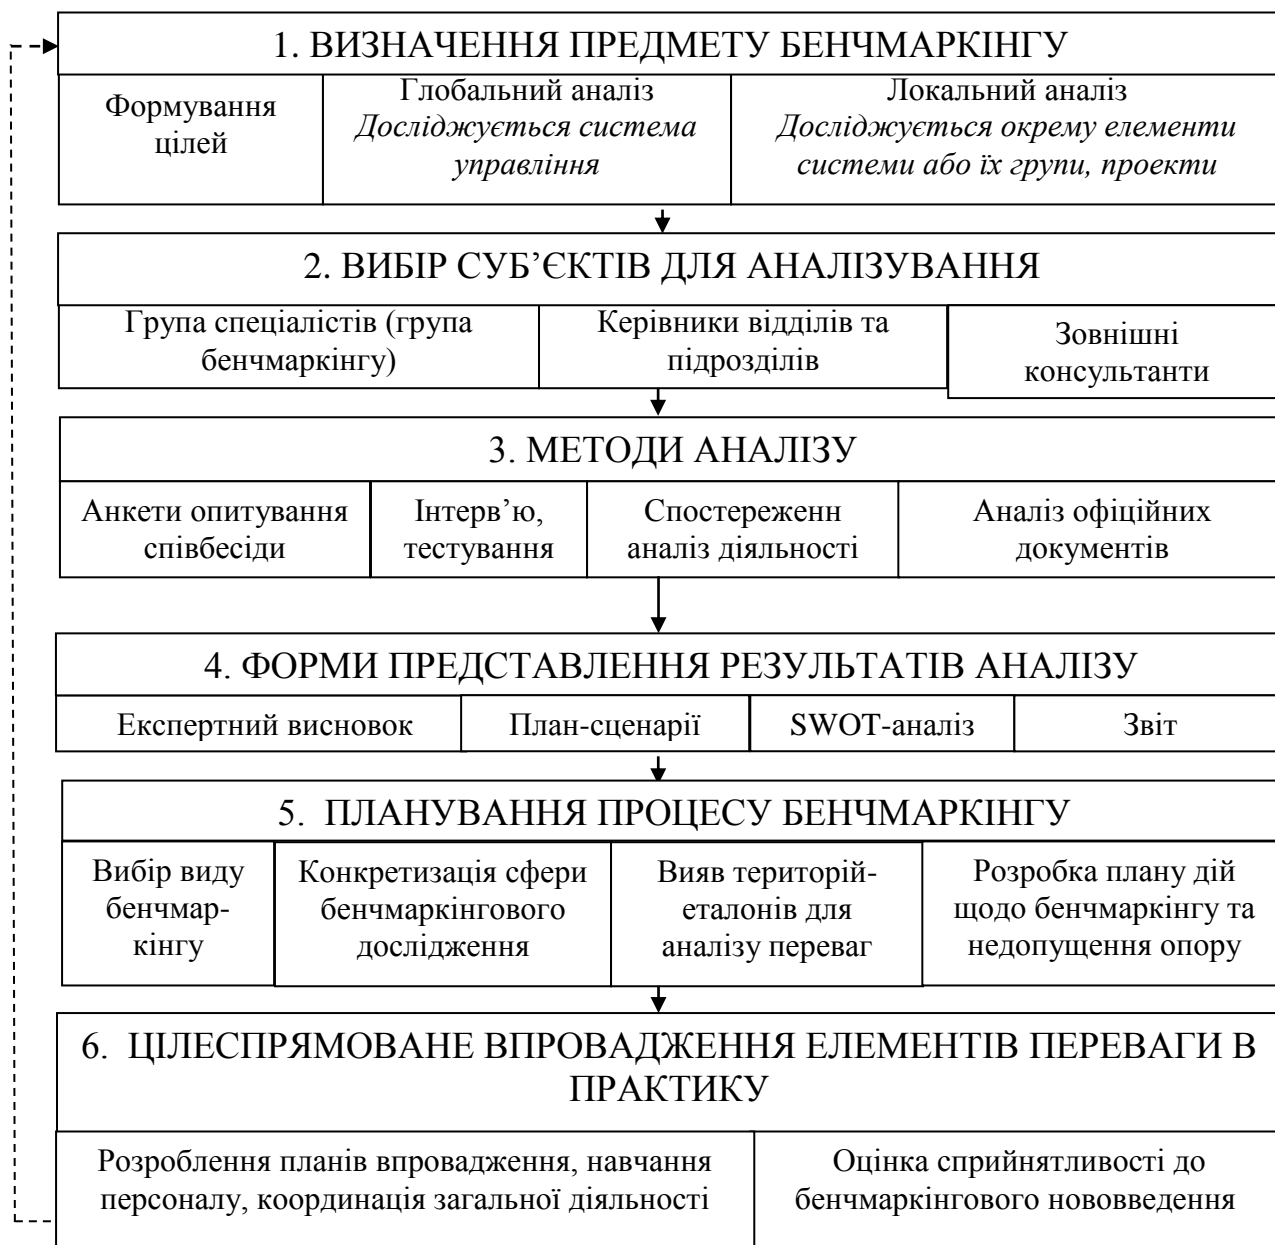 1. ВИЗНАЧЕННЯ ПРЕДМЕТУ БЕНЧМАРКІНГУ
Формування
цілей
Глобальний аналіз
Досліджується система
управління
Локальний аналіз
Досліджується окрему елементи
системи або їх групи, проекти
2. ВИБІР СУБ’ЄКТІВ ДЛЯ АНАЛІЗУВАННЯ
Група спеціалістів (група
бенчмаркінгу)
Керівники відділів та
підрозділів
Зовнішні
консультанти
3. МЕТОДИ АНАЛІЗУ
Анкети опитування
співбесіди
Інтерв’ю,
тестування
Спостереженн
аналіз діяльності
Аналіз офіційних
документів
4. ФОРМИ ПРЕДСТАВЛЕННЯ РЕЗУЛЬТАТІВ АНАЛІЗУ
Експертний висновок
План-сценарії
SWOT-аналіз
Звіт
5. ПЛАНУВАННЯ ПРОЦЕСУ БЕНЧМАРКІНГУ
Вибір виду
бенчмар-
кінгу
Конкретизація сфери
бенчмаркінгового
дослідження
Вияв територій-
еталонів для
аналізу переваг
Розробка плану дій
щодо бенчмаркінгу та
недопущення опору
6. ЦІЛЕСПРЯМОВАНЕ ВПРОВАДЖЕННЯ ЕЛЕМЕНТІВ ПЕРЕВАГИ В
ПРАКТИКУ
Розроблення планів впровадження, навчання
персоналу, координація загальної діяльності
Оцінка сприйнятливості до
бенчмаркінгового нововведення